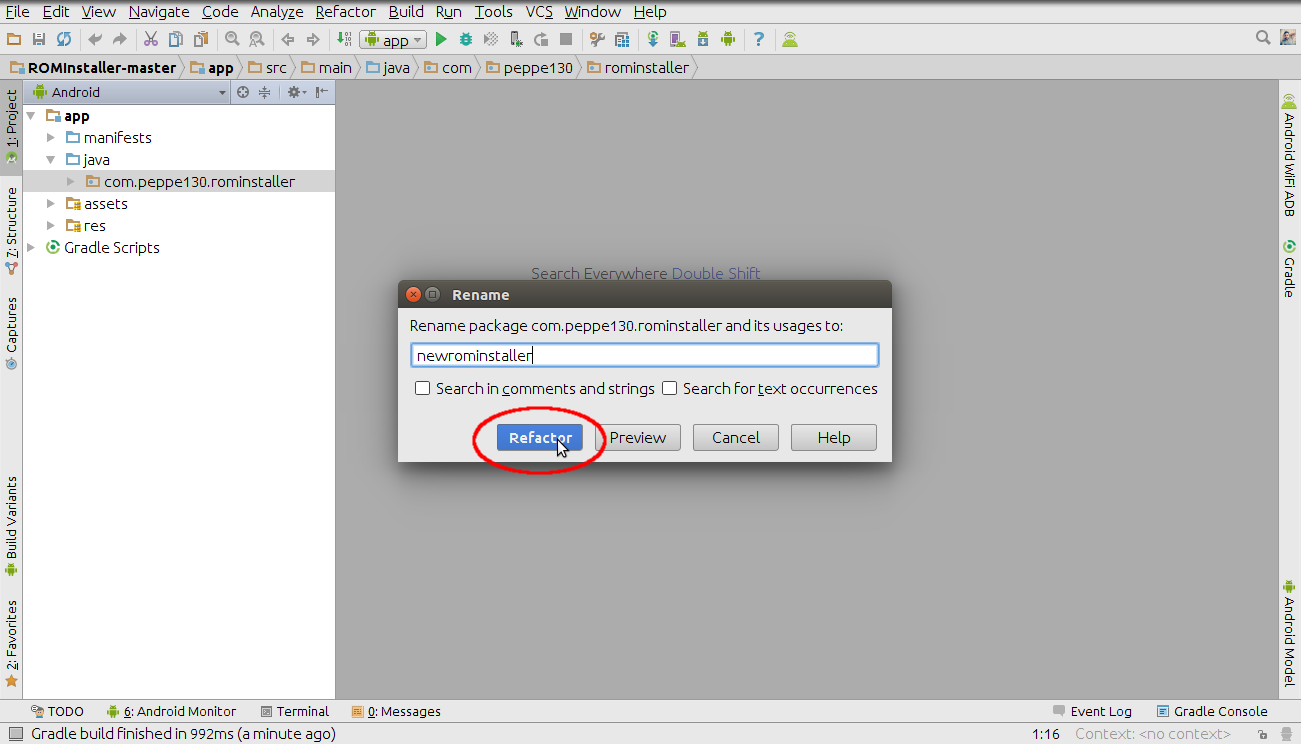 File Edit View Navigate Code Analyze Refactor Build Run Tools VCS Window Help
app
ROMInstaller-master app src main java com peppe130 rominstaller
1: Project
7: Structure
Captures
Build Variants
2: Favorites
Android
app
manifests
java
com.peppe130.rominstaller
assets
res
Gradle Scripts
Search Everywhere Double Shift
Rename
Rename package com.peppe130.rominstaller and its usages to:
newrominstaller
Search in comments and strings Search for text occurrences
Refactor Preview Cancel Help
Android WiFi ADB
Gradle
Android Model
TODO 6: Android Monitor Terminal 0: Messages Event Log Gradle Console
Gradle build finished in 992ms (a minute ago) 1:16 Context: <no context>